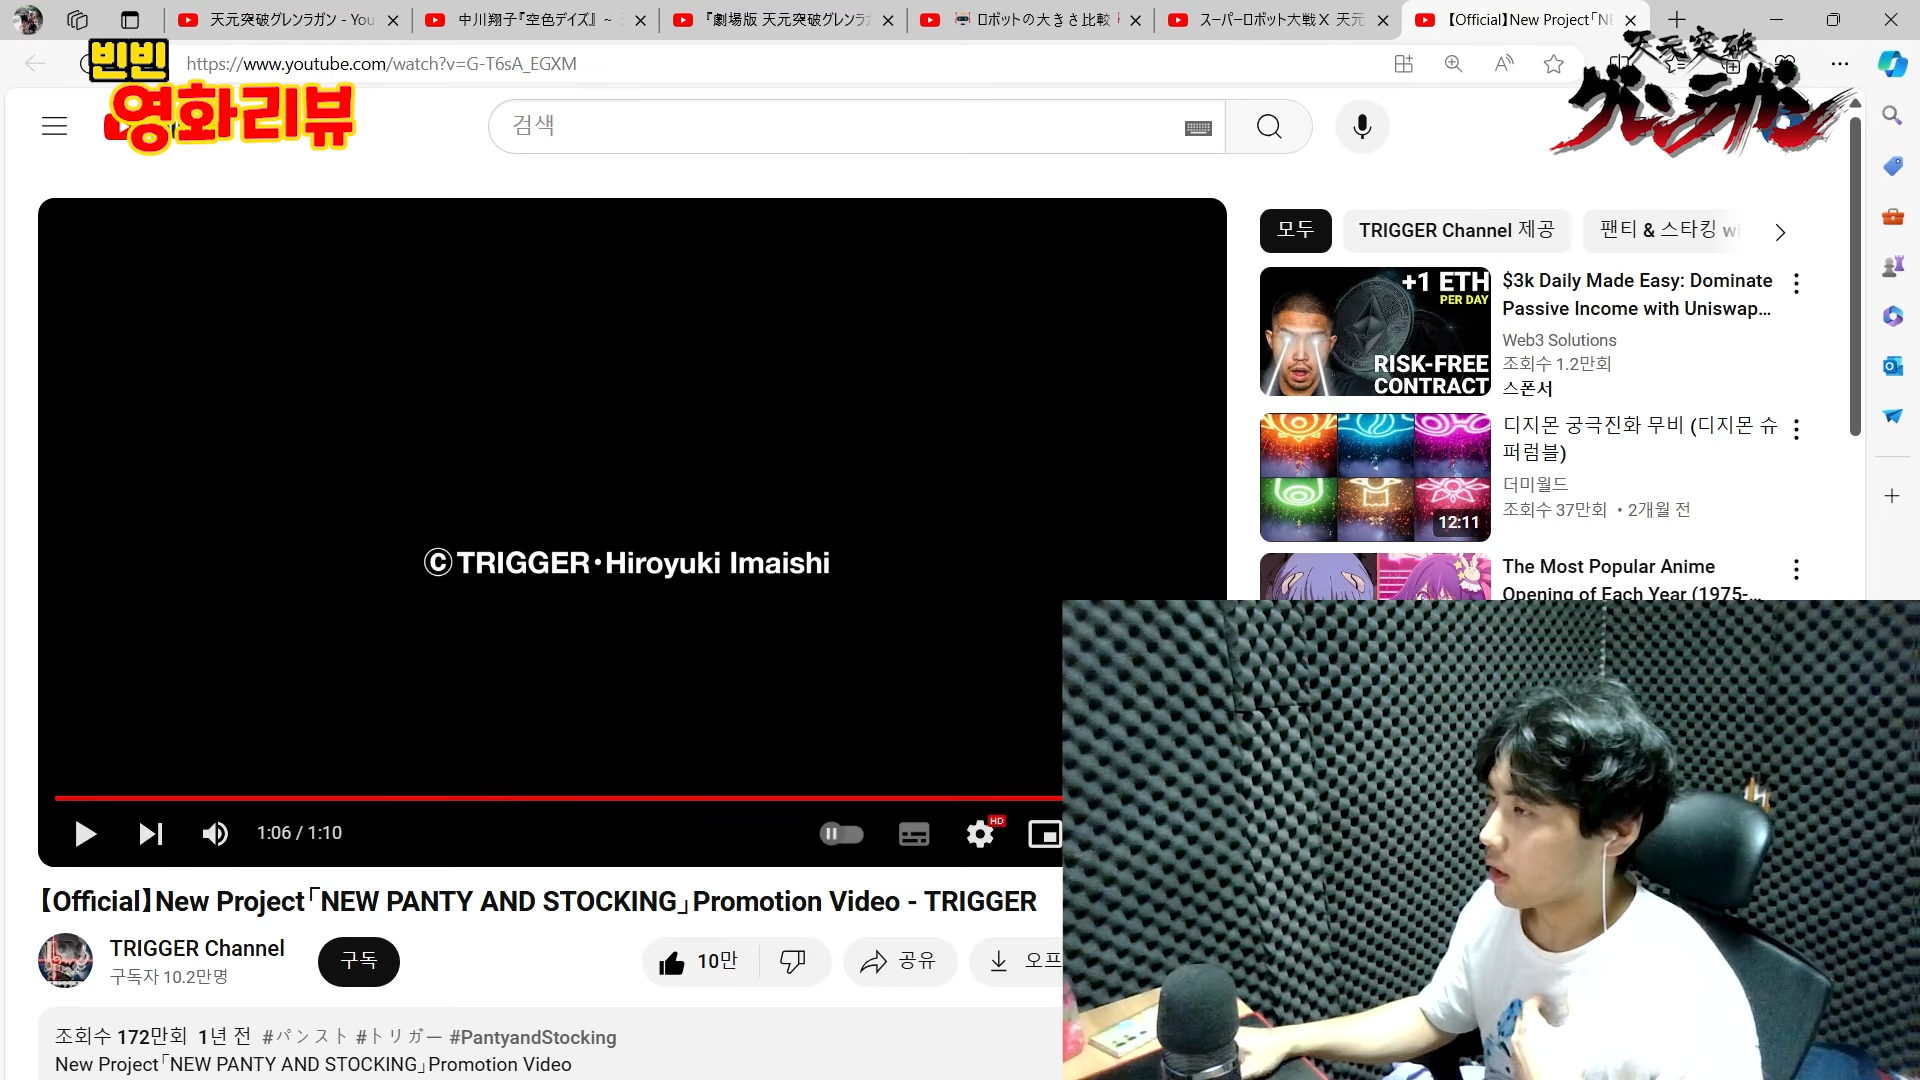 天元突破グレンラガン - You
中川翔子『空色デイズ』 ~
『劇場版 天元突破グレンラガ
ロボットの大きさ比較
スーパーロボット大戦X 天元
【Official】New Project「NE
빈빈
영화리뷰
https://www.youtube.com/watch?v=G-T6sA_EGXM
天元突破
グレンラガン
검색
모두
TRIGGER Channel 제공
팬티 & 스타킹 wi
+1 ETH
PER DAY
RISK-FREE
CONTRACT
$3k Daily Made Easy: Dominate
Passive Income with Uniswap...
Web3 Solutions
조회수 1.2만회
스폰서
12:11
디지몬 궁극진화 무비 (디지몬 슈
퍼럼블)
더미월드
조회수 37만회 • 2개월 전
The Most Popular Anime
Opening of Each Year (1975-...
©TRIGGER・Hiroyuki Imaishi
1:06 / 1:10
HD
【Official】New Project「NEW PANTY AND STOCKING」Promotion Video - TRIGGER
TRIGGER Channel
구독자 10.2만명
구독
10만
공유
오프
조회수 172만회 1년 전 #パンスト #トリガー #PantyandStocking
New Project「NEW PANTY AND STOCKING」Promotion Video